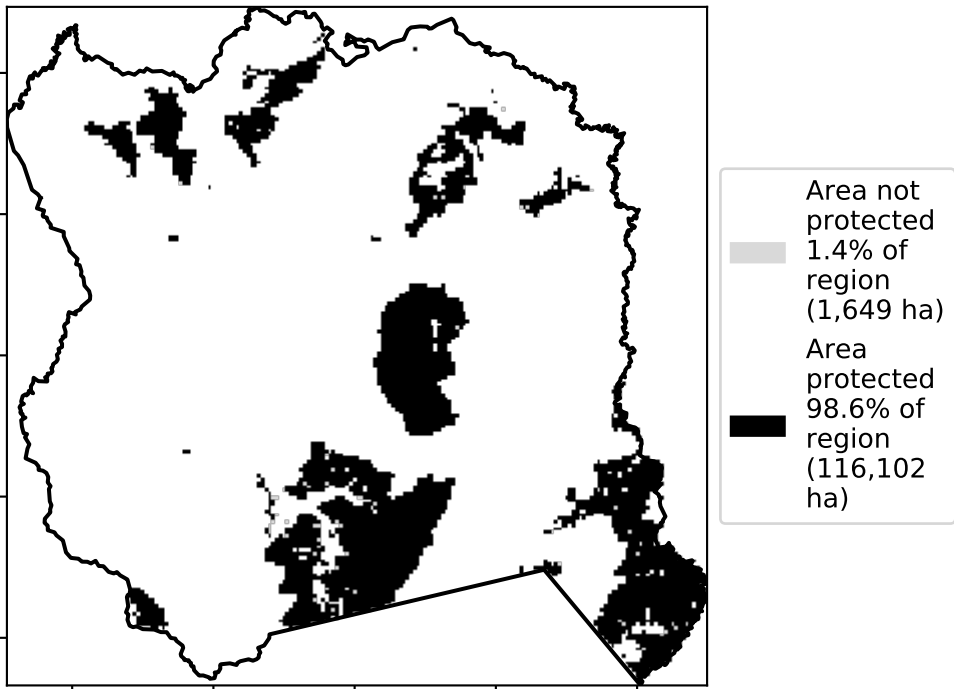 Area not
protected
1.4% of
region
(1,649 ha)
Area
protected
98.6% of
region
(116,102
ha)